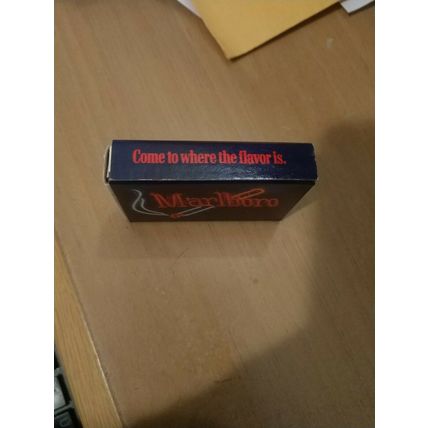 Come to where the flavor is.
Marlboro